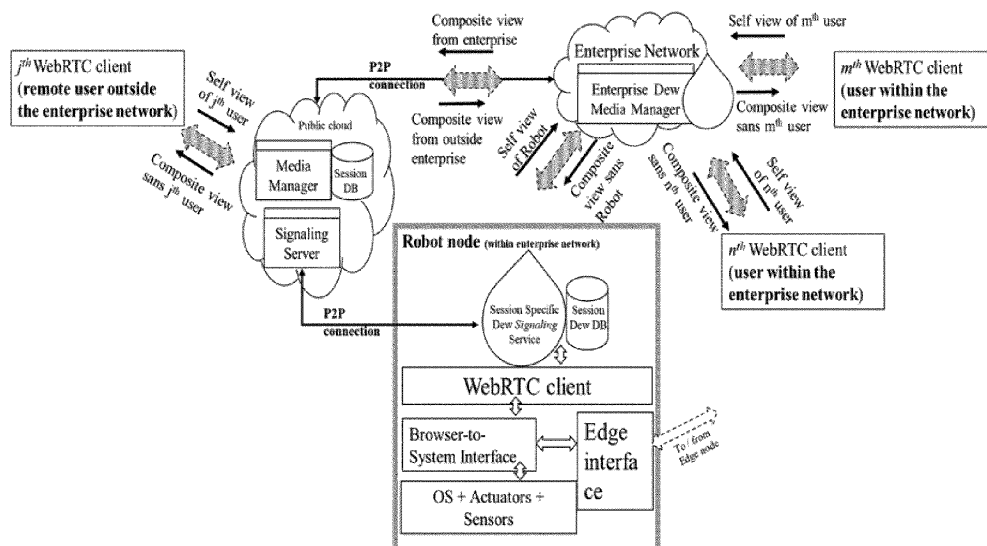 Composite view
from enterprise
P2P
connection
Composite view
from outside
enterprise
Enterprise Network
Enterprise Dew
Media Manager
Self view of mth user
Composite view
sans mth user
mth WebRTC client
(user within the
enterprise network)
jth WebRTC client
(remote user outside
the enterprise network)
Self view
of jth user
Composite view
sans jth user
Public cloud
Media
Manager
Session
DB
Signaling
Server
Self view
of Robot
Composite
view sans
Robot
Composite view
sans nth user
Self view
of nth user
nth WebRTC client
(user within the
enterprise network)
P2P
connection
Robot node (within enterprise network)
Session Specific
Dew Signaling
Service
Session
Dew DB
WebRTC client
Browser-to-
System Interface
Edge
interfa
ce
To / from
Edge node
OS + Actuators +
Sensors